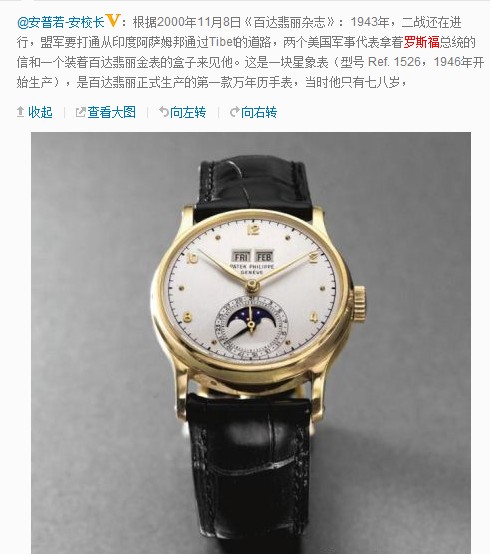 @安普若-安校长V：根据2000年11月8日《百达翡丽杂志》：1943年，二战还在进
行，盟军要打通从印度阿萨姆邦通过Tibet的道路，两个美国军事代表拿着罗斯福总统的
信和一个装着百达翡丽金表的盒子来见他。这是一块星象表（型号 Ref. 1526，1946年开
始生产），是百达翡丽正式生产的第一款万年历手表，当时他只有七八岁，
收起 | 查看大图 向左转 | 向右转
12
FRI FEB
PATEK PHILIPPE
GENEVE
2
8
4